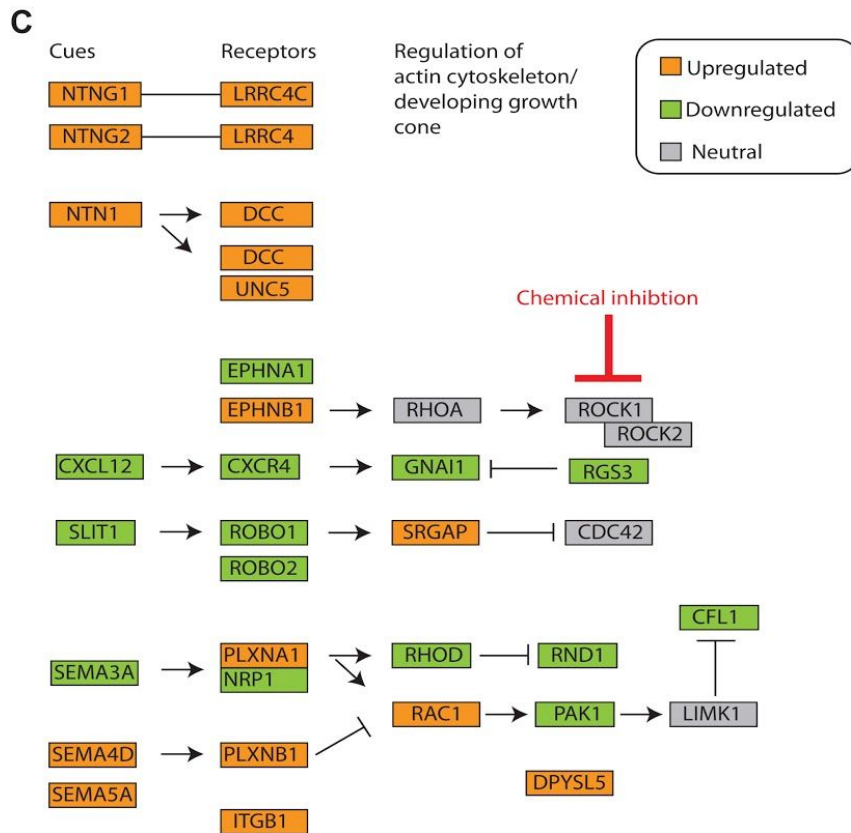 C
Cues
Receptors
Regulation of
actin cytoskeleton/
developing growth
cone
Upregulated
Downregulated
Neutral
NTNG1
LRRC4C
NTNG2
LRRC4
NTN1
DCC
DCC
UNC5
Chemical inhibtion
EPHNA1
EPHNB1
RHOA
ROCK1
ROCK2
CXCL12
CXCR4
GNAI1
RGS3
SLIT1
ROBO1
SRGAP
CDC42
ROBO2
CFL1
SEMA3A
PLXNA1
NRP1
RHOD
RND1
RAC1
PAK1
LIMK1
SEMA4D
PLXNB1
SEMA5A
DPYSL5
ITGB1